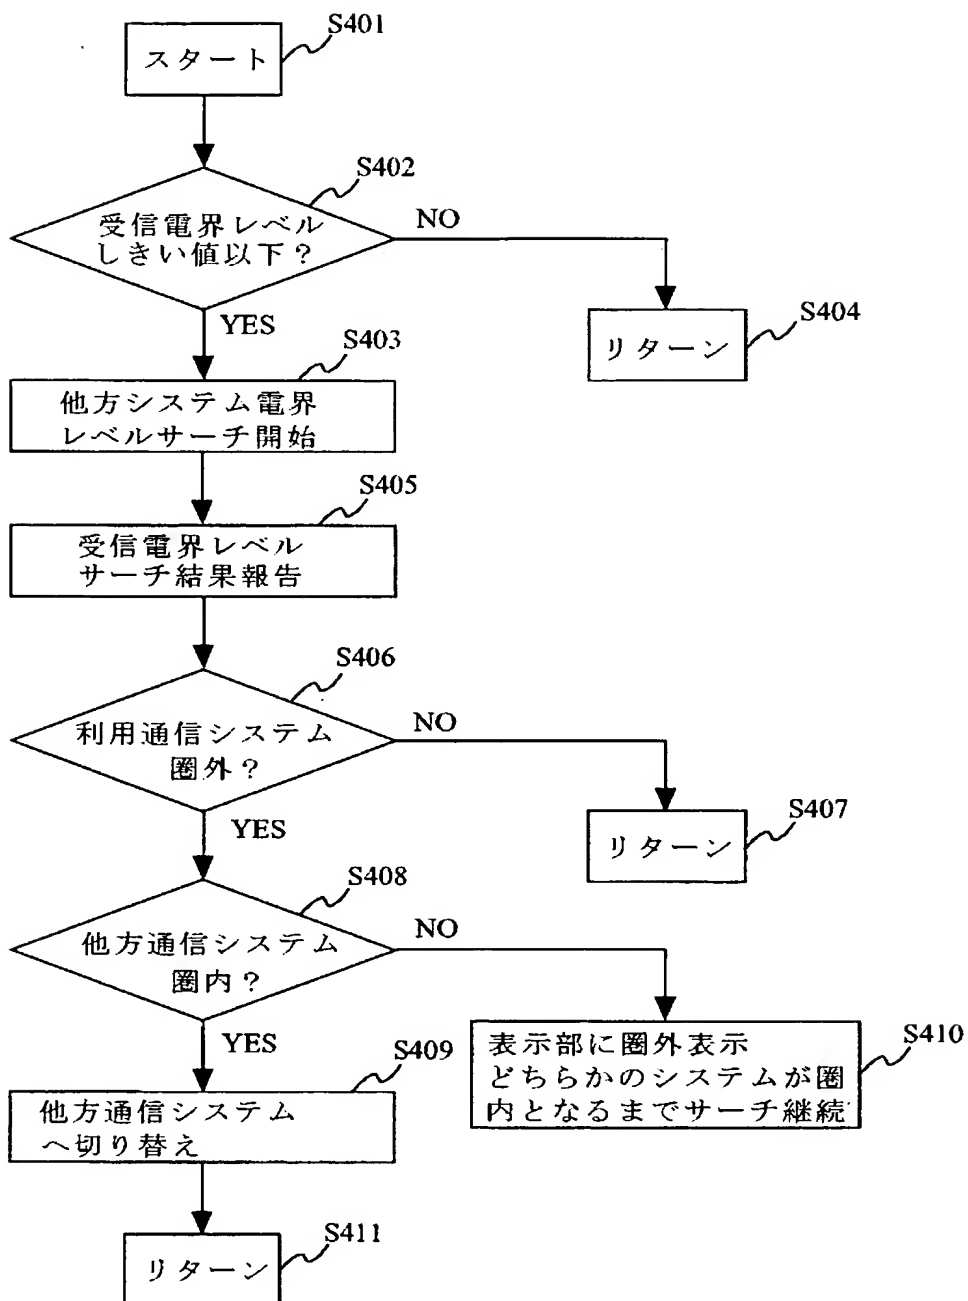 S401
スタート
S402
受信電界レベル
しきい値以下？
NO
YES
S404
リターン
S403
他方システム電界
レベルサーチ開始
S405
受信電界レベル
サーチ結果報告
S406
利用通信システム
圏外？
NO
YES
S407
リターン
S408
他方通信システム
圏内？
NO
YES
S410
表示部に圏外表示
どちらかのシステムが圏
内となるまでサーチ継続
S409
他方通信システム
へ切り替え
S411
リターン